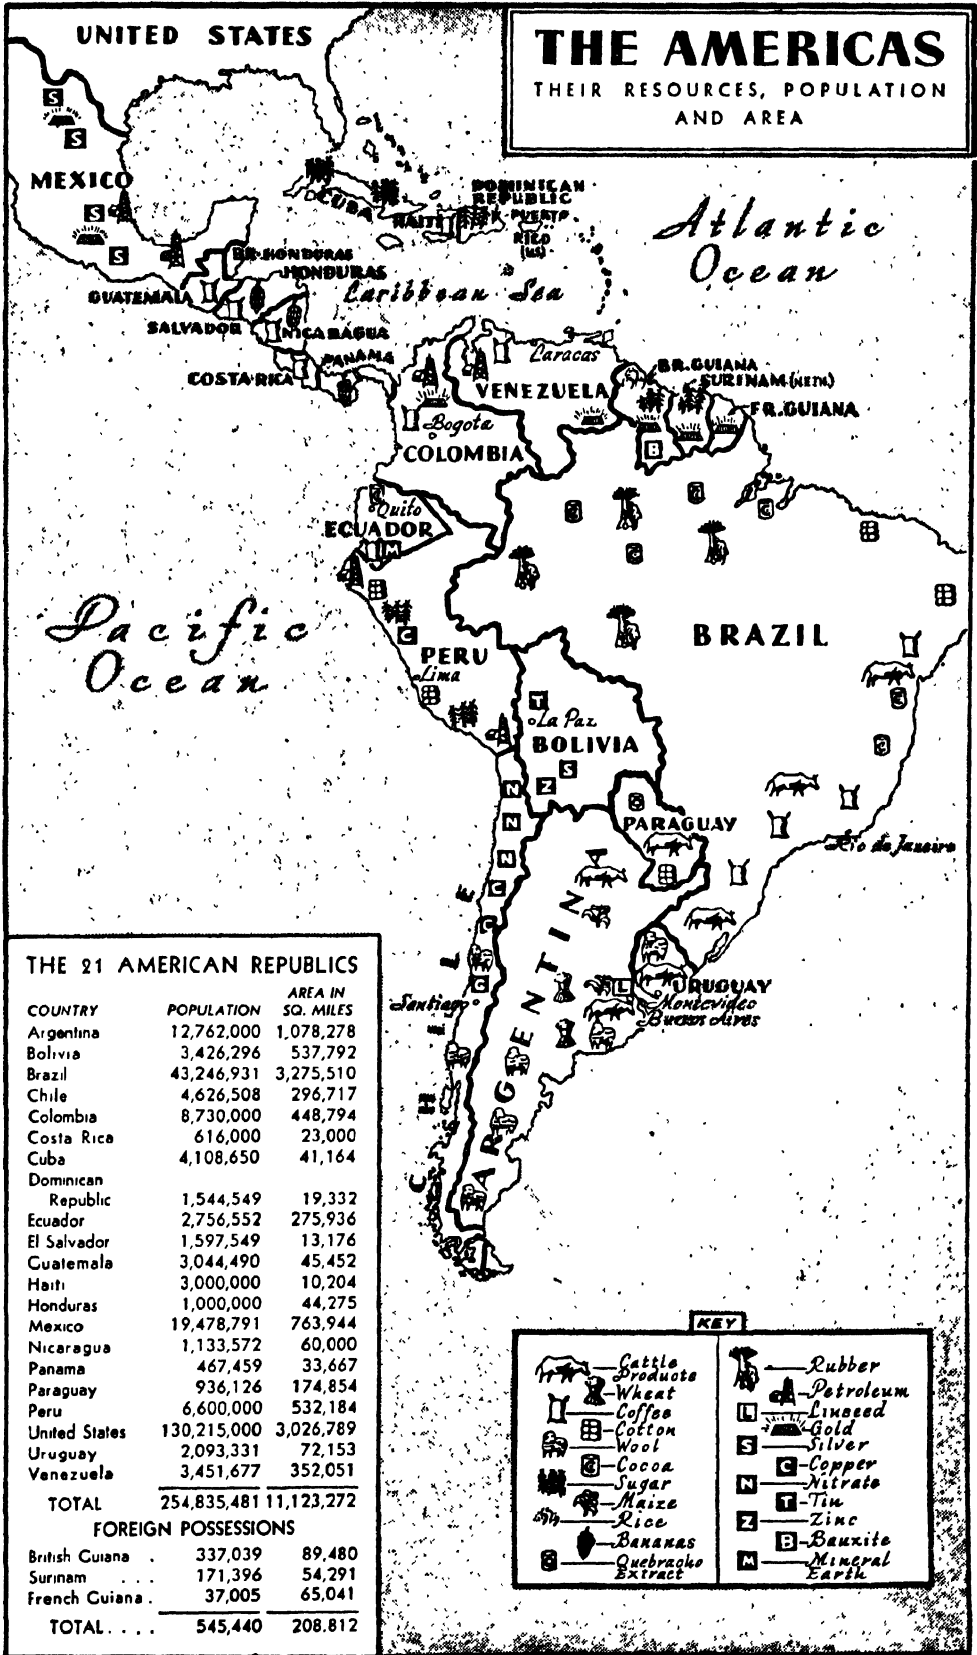 THE AMERICAS
THEIR RESOURCES, POPULATION
AND AREA
UNITED STATES
MEXICO
S
S
S
S
CUBA
HAITI
DOMINICAN
REPUBLIC
PUERTO
RICO
(US)
Atlantic
Ocean
BR. HONDURAS
HONDURAS
GUATEMALA
Caribbean Sea
SALVADOR
NICARAGUA
COSTA RICA
PANAMA
Caracas
VENEZUELA
BR. GUIANA
SURINAM (NETH)
FR. GUIANA
Bogota
COLOMBIA
B
Quito
ECUADOR
M
Pacific
Ocean
C
PERU
Lima
BRAZIL
T
La Paz
BOLIVIA
S
Z
N
N
N
C
C
C
PARAGUAY
Rio de Janeiro
CHILE
ARGENTINA
L
URUGUAY
Montevideo
Buenos Aires
Santiago
THE 21 AMERICAN REPUBLICS
COUNTRY POPULATION AREA IN SQ. MILES
Argentina 12,762,000 1,078,278
Bolivia 3,426,296 537,792
Brazil 43,246,931 3,275,510
Chile 4,626,508 296,717
Colombia 8,730,000 448,794
Costa Rica 616,000 23,000
Cuba 4,108,650 41,164
Dominican
Republic 1,544,549 19,332
Ecuador 2,756,552 275,936
El Salvador 1,597,549 13,176
Guatemala 3,044,490 45,452
Haiti 3,000,000 10,204
Honduras 1,000,000 44,275
Mexico 19,478,791 763,944
Nicaragua 1,133,572 60,000
Panama 467,459 33,667
Paraguay 936,126 174,854
Peru 6,600,000 532,184
United States 130,215,000 3,026,789
Uruguay 2,093,331 72,153
Venezuela 3,451,677 352,051
TOTAL 254,835,481 11,123,272
FOREIGN POSSESSIONS
British Guiana . 337,039 89,480
Surinam .... 171,396 54,291
French Guiana . 37,005 65,041
TOTAL.... 545,440 208.812
KEY
Cattle
Products
Wheat
Coffee
Cotton
Wool
Cocoa
Sugar
Maize
Rice
Bananas
Quebracho
Extract
Rubber
Petroleum
L Linseed
Gold
S Silver
C Copper
N Nitrate
T Tin
Z Zinc
B Bauxite
M Mineral
Earth